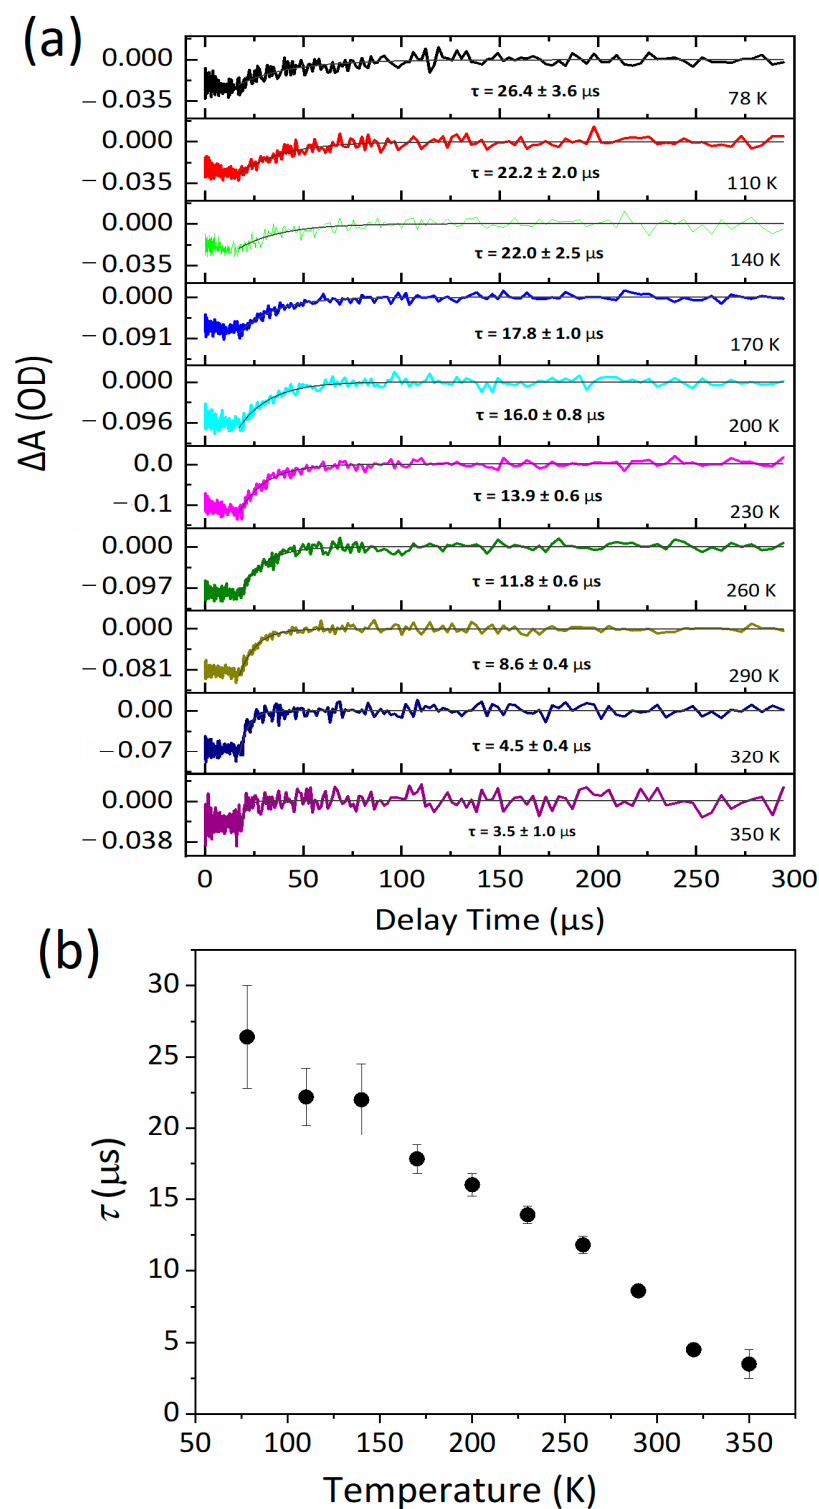 (a)
0.000
−0.035
τ = 26.4 ± 3.6 μs
78 K
0.000
−0.035
τ = 22.2 ± 2.0 μs
110 K
0.000
−0.035
τ = 22.0 ± 2.5 μs
140 K
0.000
−0.091
τ = 17.8 ± 1.0 μs
170 K
0.000
−0.096
τ = 16.0 ± 0.8 μs
200 K
0.0
−0.1
τ = 13.9 ± 0.6 μs
230 K
0.000
−0.097
τ = 11.8 ± 0.6 μs
260 K
0.000
−0.081
τ = 8.6 ± 0.4 μs
290 K
0.00
−0.07
τ = 4.5 ± 0.4 μs
320 K
0.000
−0.038
τ = 3.5 ± 1.0 μs
350 K
ΔA (OD)
0 50 100 150 200 250 300
Delay Time (μs)
(b)
30
25
20
15
10
5
0
τ (μs)
50 100 150 200 250 300 350
Temperature (K)